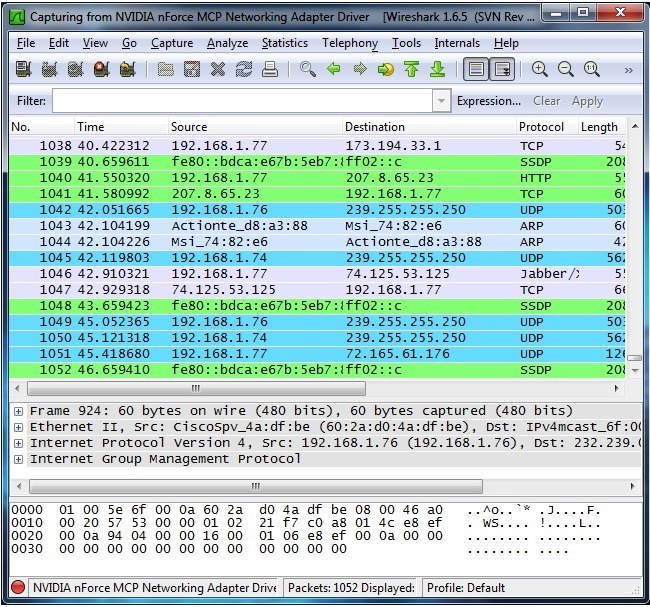 Capturing from NVIDIA nForce MCP Networking Adapter Driver [Wireshark 1.6.5 (SVN Rev ...
File Edit View Go Capture Analyze Statistics Telephony Tools Internals Help
Filter: Expression... Clear Apply
No. Time Source Destination Protocol Length
1038 40.422312 192.168.1.77 173.194.33.1 TCP 54
1039 40.659611 fe80::bdca:e67b:5eb7: ff02::c SSDP 208
1040 41.550320 192.168.1.77 207.8.65.23 HTTP 55
1041 41.580992 207.8.65.23 192.168.1.77 TCP 60
1042 42.051665 192.168.1.76 239.255.255.250 UDP 503
1043 42.104199 Actionte_d8:a3:88 Msi_74:82:e6 ARP 60
1044 42.104226 Msi_74:82:e6 Actionte_d8:a3:88 ARP 42
1045 42.119803 192.168.1.74 239.255.255.250 UDP 562
1046 42.910321 192.168.1.77 74.125.53.125 Jabber/ 55
1047 42.929318 74.125.53.125 192.168.1.77 TCP 66
1048 43.659423 fe80::bdca:e67b:5eb7: ff02::c SSDP 208
1049 45.052365 192.168.1.76 239.255.255.250 UDP 503
1050 45.121318 192.168.1.74 239.255.255.250 UDP 562
1051 45.418680 192.168.1.77 72.165.61.176 UDP 126
1052 46.659410 fe80::bdca:e67b:5eb7: ff02::c SSDP 208
Frame 924: 60 bytes on wire (480 bits), 60 bytes captured (480 bits)
Ethernet II, Src: CiscoSpv_4a:df:be (60:2a:d0:4a:df:be), Dst: IPv4mcast_6f:00
Internet Protocol Version 4, Src: 192.168.1.76 (192.168.1.76), Dst: 232.239.0
Internet Group Management Protocol
0000 01 00 5e 6f 00 0a 60 2a d0 4a df be 08 00 46 a0 ..^o..`* .J....F.
0010 00 20 57 53 00 00 01 02 21 f7 c0 a8 01 4c e8 ef . WS.... !....L..
0020 00 0a 94 04 00 00 16 00 01 06 e8 ef 00 0a 00 00 ........ ........
0030 00 00 00 00 00 00 00 00 00 00 00 00 ........ ....
NVIDIA nForce MCP Networking Adapter Drive Packets: 1052 Displayed: Profile: Default